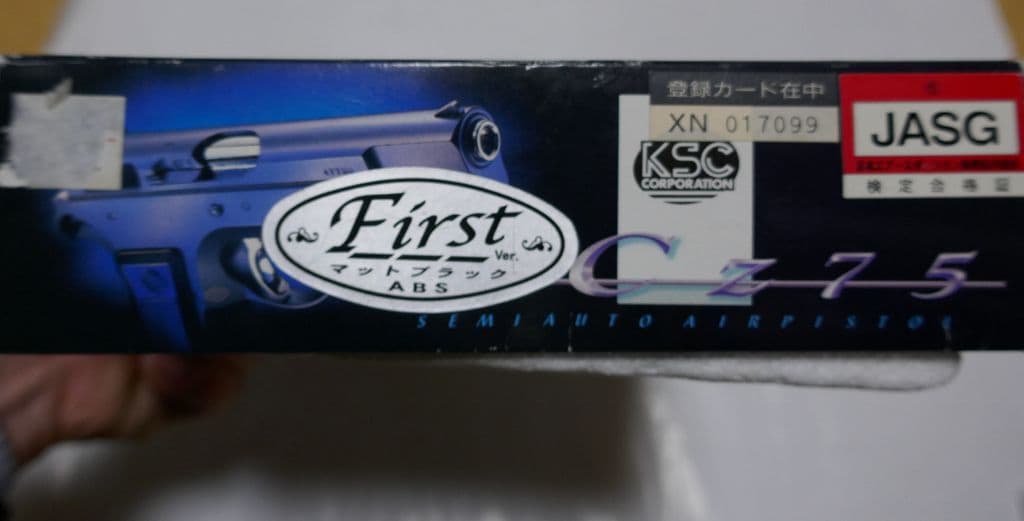 登録カード在中
XN 017099
JASG
検定合格証
KSC
CORPORATION
First
Ver.
マットブラック
ABS
Cz75
SEMIAUTO AIRPISTOL